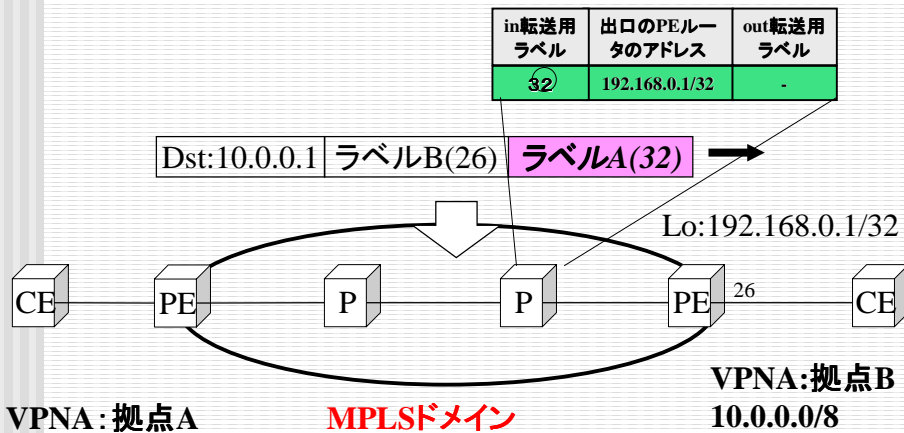 in転送用ラベル 出口のPEルータのアドレス out転送用ラベル
32 192.168.0.1/32 -
Dst:10.0.0.1 ラベルB(26) ラベルA(32)
Lo:192.168.0.1/32
CE PE P P PE 26 CE
VPNA:拠点B
VPNA:拠点A MPLSドメイン 10.0.0.0/8